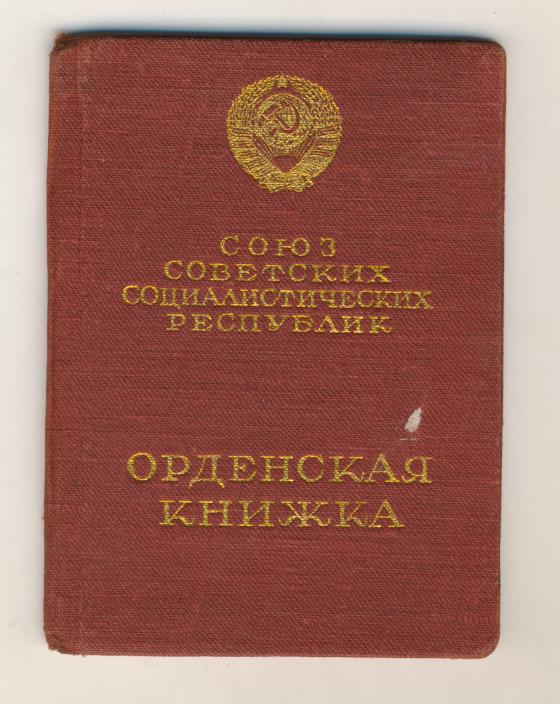 СОЮЗ
СОВЕТСКИХ
СОЦИАЛИСТИЧЕСКИХ
РЕСПУБЛИК
ОРДЕНСКАЯ
КНИЖКА